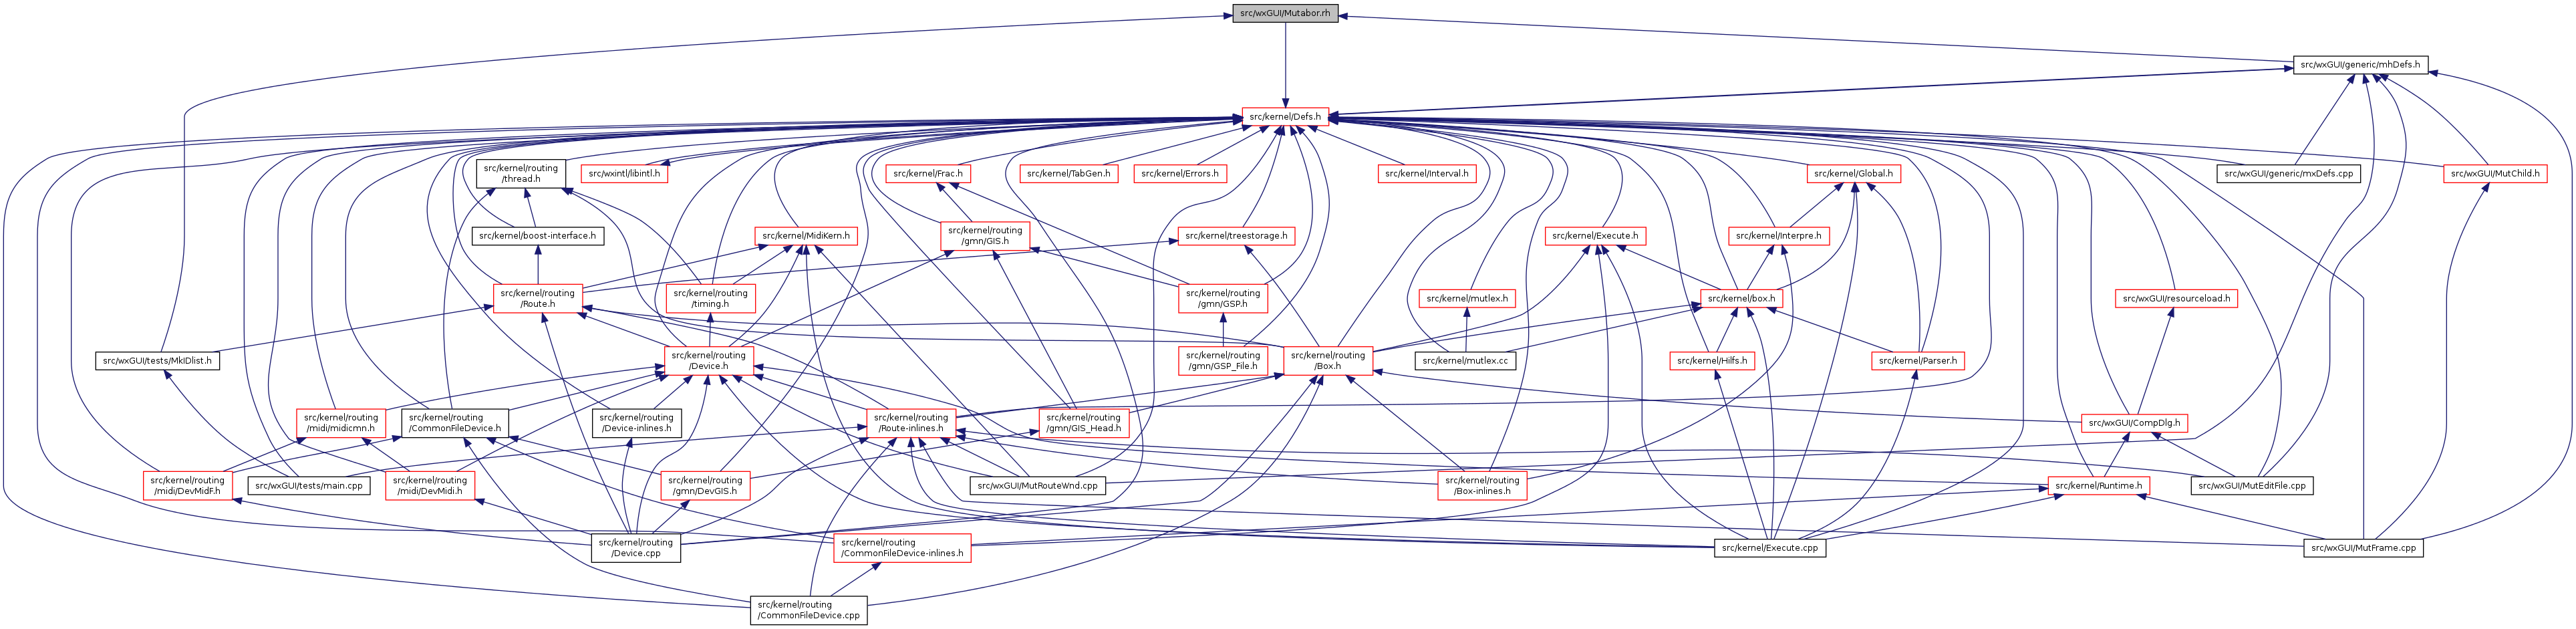 src/wxGUI/Mutabor.rh
src/wxGUI/generic/mhDefs.h
src/kernel/Defs.h
src/kernel/routing
/thread.h
src/wxintl/libintl.h
src/kernel/Frac.h
src/kernel/TabGen.h
src/kernel/Errors.h
src/kernel/Interval.h
src/kernel/Global.h
src/wxGUI/generic/mxDefs.cpp
src/wxGUI/MutChild.h
src/kernel/boost-interface.h
src/kernel/MidiKern.h
src/kernel/routing
/gmn/GIS.h
src/kernel/treestorage.h
src/kernel/Execute.h
src/kernel/Interpre.h
src/kernel/routing
/Route.h
src/kernel/routing
/timing.h
src/kernel/routing
/gmn/GSP.h
src/kernel/mutlex.h
src/kernel/box.h
src/wxGUI/resourceload.h
src/wxGUI/tests/MkIDlist.h
src/kernel/routing
/Device.h
src/kernel/routing
/gmn/GSP_File.h
src/kernel/routing
/Box.h
src/kernel/mutlex.cc
src/kernel/Hilfs.h
src/kernel/Parser.h
src/kernel/routing
/midi/midicmn.h
src/kernel/routing
/CommonFileDevice.h
src/kernel/routing
/Device-inlines.h
src/kernel/routing
/Route-inlines.h
src/kernel/routing
/gmn/GIS_Head.h
src/wxGUI/CompDlg.h
src/kernel/routing
/midi/DevMidF.h
src/wxGUI/tests/main.cpp
src/kernel/routing
/midi/DevMidi.h
src/kernel/routing
/gmn/DevGIS.h
src/wxGUI/MutRouteWnd.cpp
src/kernel/routing
/Box-inlines.h
src/kernel/Runtime.h
src/wxGUI/MutEditFile.cpp
src/kernel/routing
/Device.cpp
src/kernel/routing
/CommonFileDevice-inlines.h
src/kernel/Execute.cpp
src/wxGUI/MutFrame.cpp
src/kernel/routing
/CommonFileDevice.cpp